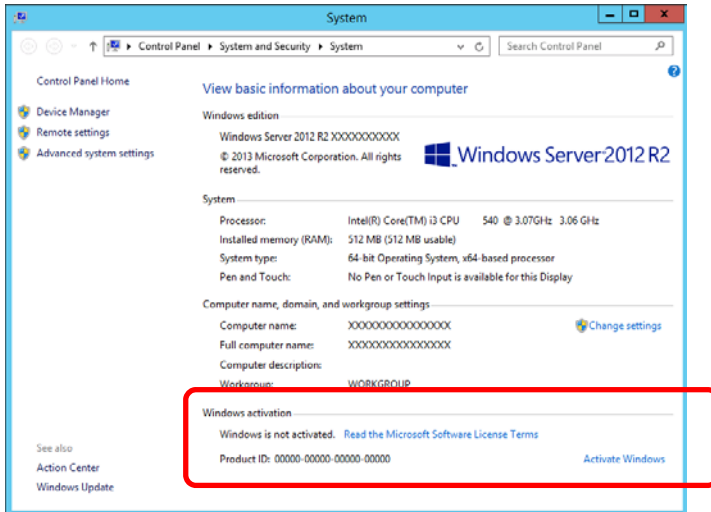 System
Control Panel ▸ System and Security ▸ System
Search Control Panel
Control Panel Home
Device Manager
Remote settings
Advanced system settings
See also
Action Center
Windows Update
View basic information about your computer
Windows edition
Windows Server 2012 R2 XXXXXXXXXX
© 2013 Microsoft Corporation. All rights
reserved.
Windows Server 2012 R2
System
Processor: Intel(R) Core(TM) i3 CPU 540 @ 3.07GHz 3.06 GHz
Installed memory (RAM): 512 MB (512 MB usable)
System type: 64-bit Operating System, x64-based processor
Pen and Touch: No Pen or Touch Input is available for this Display
Computer name, domain, and workgroup settings
Computer name: XXXXXXXXXXXXXXXX
Change settings
Full computer name: XXXXXXXXXXXXXXXX
Computer description:
Workgroup: WORKGROUP
Windows activation
Windows is not activated. Read the Microsoft Software License Terms
Product ID: 00000-00000-00000-00000
Activate Windows